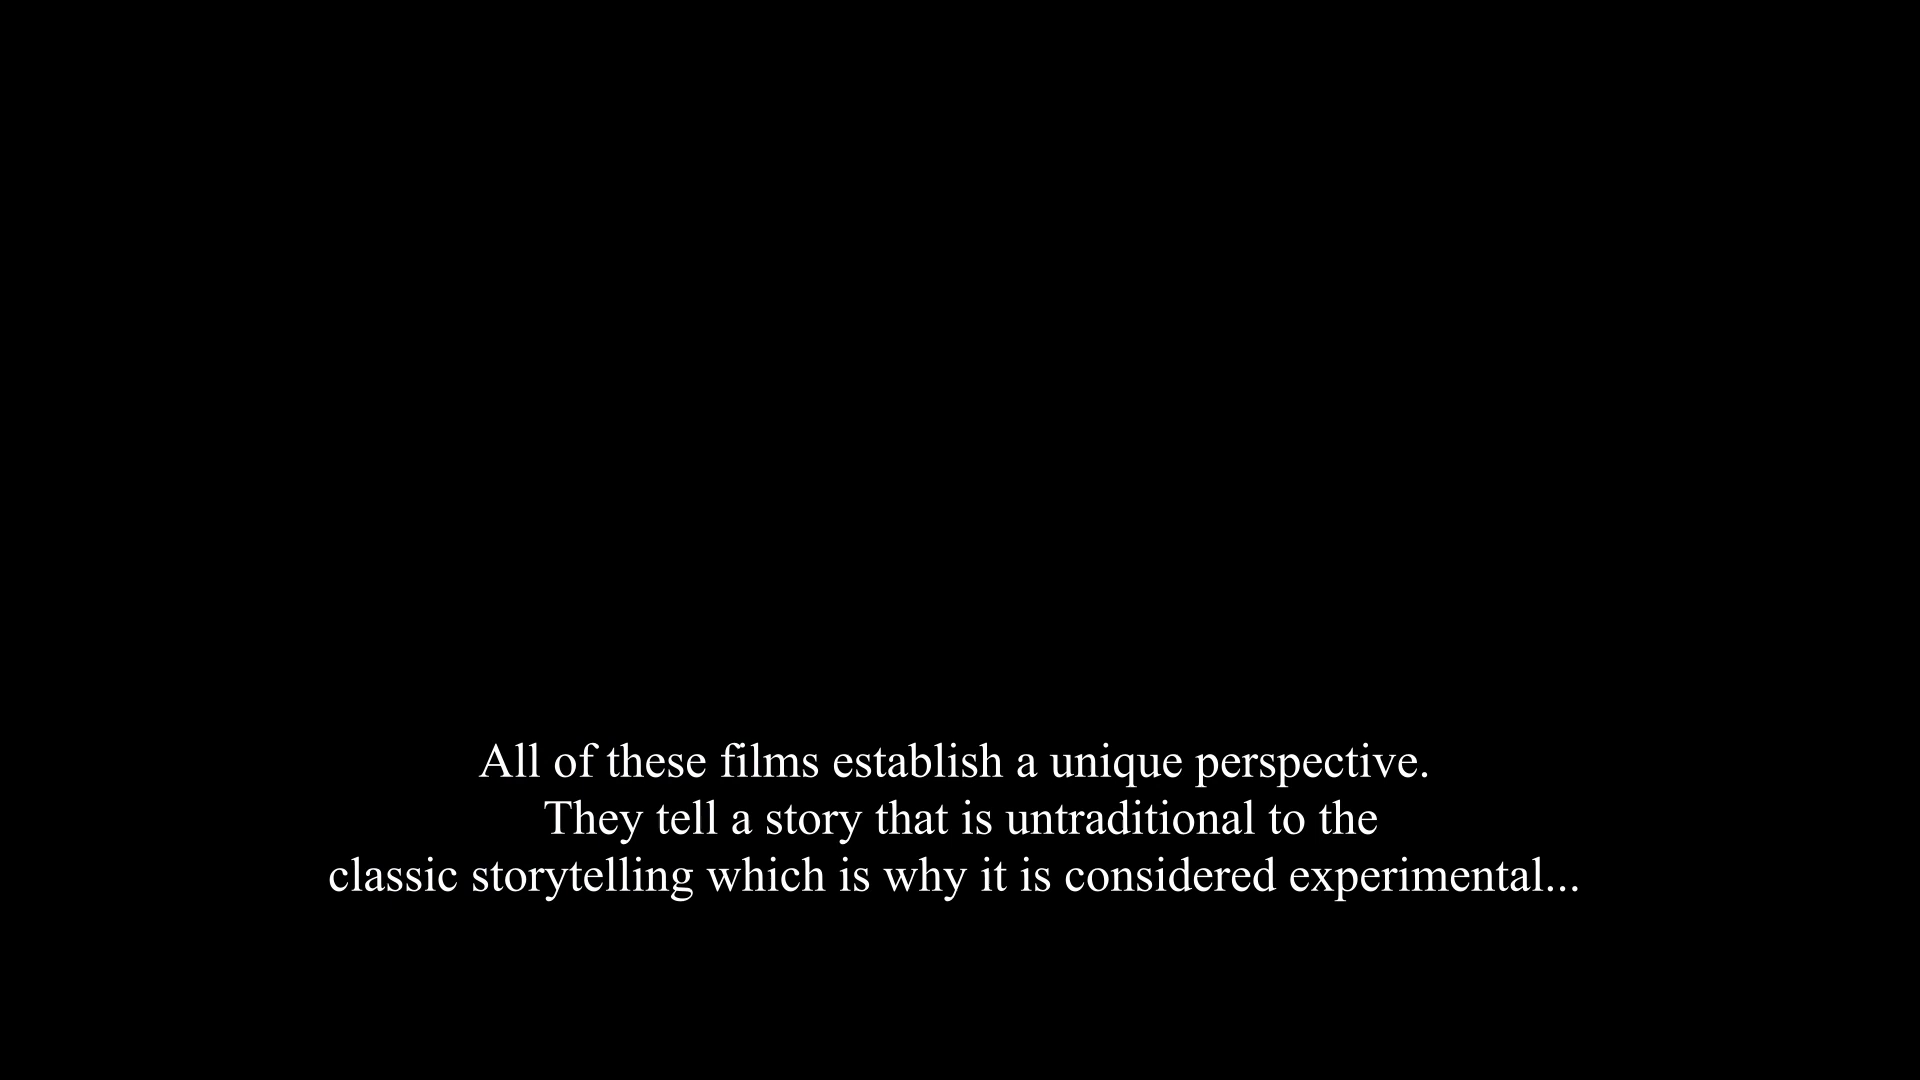 All of these films establish a unique perspective.
They tell a story that is untraditional to the
classic storytelling which is why it is considered experimental...